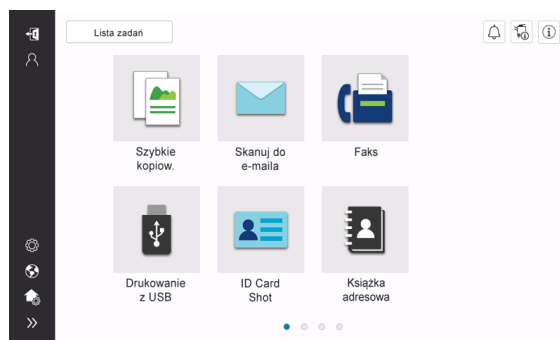 Lista zadań
Szybkie
kopiow.
Skanuj do
e-maila
Faks
Drukowanie
z USB
ID Card
Shot
Książka
adresowa